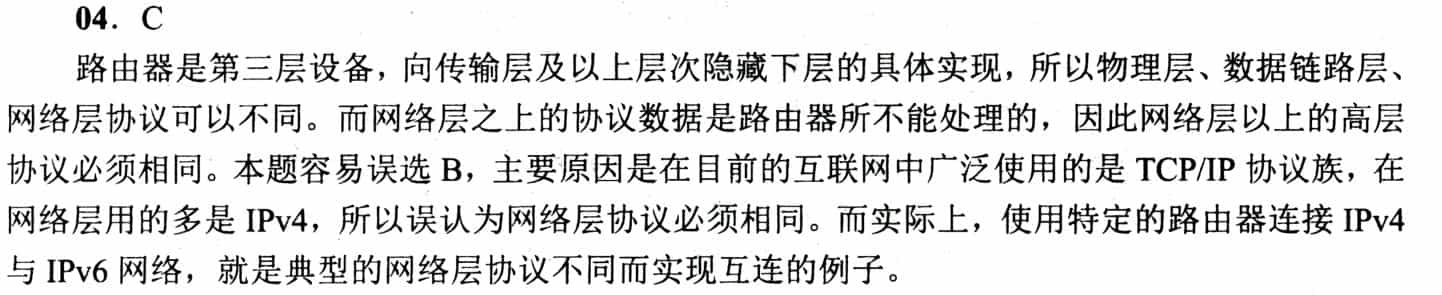 04. C
路由器是第三层设备，向传输层及以上层次隐藏下层的具体实现，所以物理层、数据链路层、
网络层协议可以不同。而网络层之上的协议数据是路由器所不能处理的，因此网络层以上的高层
协议必须相同。本题容易误选 B，主要原因是在目前的互联网中广泛使用的是 TCP/IP 协议族，在
网络层用的多是 IPv4，所以误认为网络层协议必须相同。而实际上，使用特定的路由器连接 IPv4
与 IPv6 网络，就是典型的网络层协议不同而实现互连的例子。